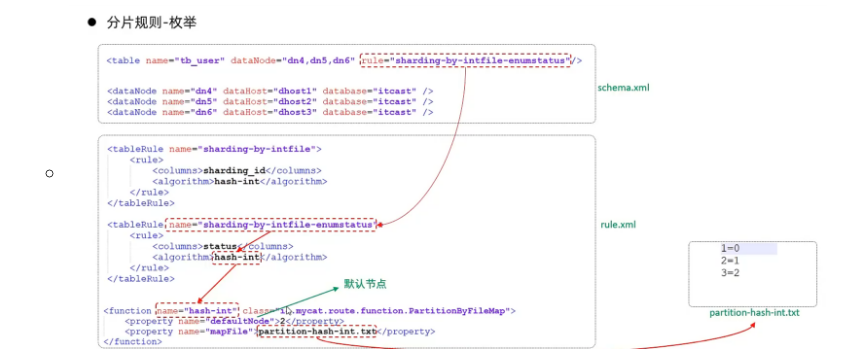 ● 分片规则-枚举
<table name="tb_user" dataNode="dn4,dn5,dn6" rule="sharding-by-intfile-enumstatus"/>
<dataNode name="dn4" dataHost="dhost1" database="itcast" />
<dataNode name="dn5" dataHost="dhost2" database="itcast" />
<dataNode name="dn6" dataHost="dhost3" database="itcast" />
schema.xml
<tableRule name="sharding-by-intfile">
<rule>
<columns>sharding_id</columns>
<algorithm>hash-int</algorithm>
</rule>
</tableRule>
<tableRule name="sharding-by-intfile-enumstatus"
<rule>
<columns>status</columns>
<algorithm>hash-int</algorithm>
</rule>
</tableRule>
rule.xml
默认节点
<function name="hash-int" class="io.mycat.route.function.PartitionByFileMap">
<property name="defaultNode">2</property>
<property name="mapFile">partition-hash-int.txt</property>
</function>
1=0
2=1
3=2
partition-hash-int.txt